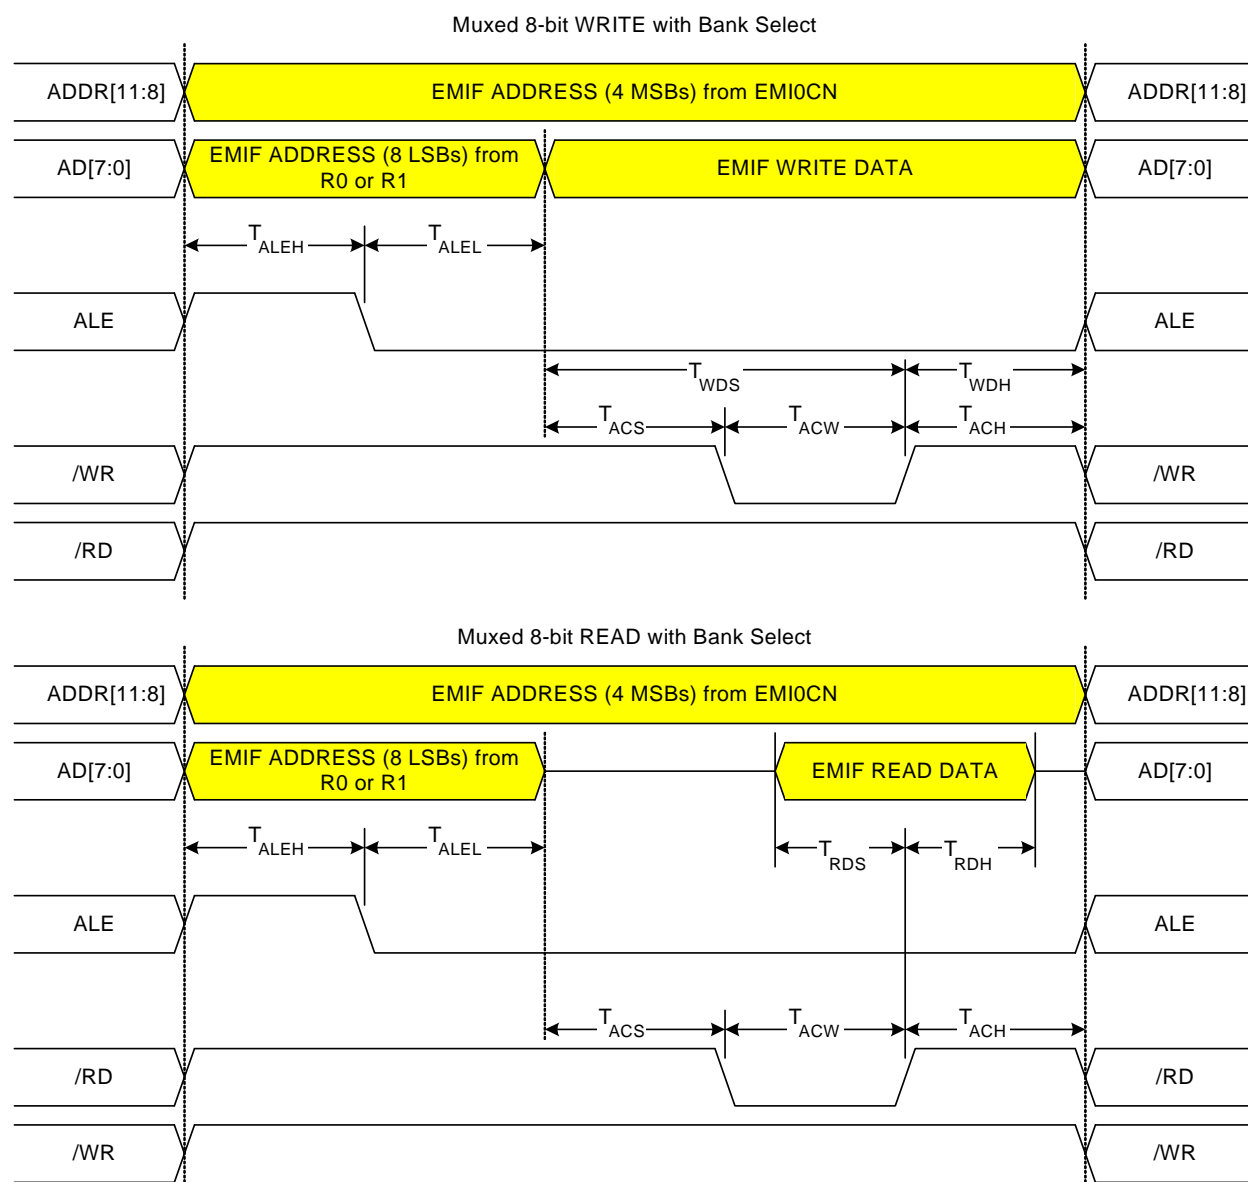 Muxed 8-bit WRITE with Bank Select
ADDR[11:8] EMIF ADDRESS (4 MSBs) from EMI0CN ADDR[11:8]
AD[7:0] EMIF ADDRESS (8 LSBs) from
R0 or R1 EMIF WRITE DATA AD[7:0]
TALEH TALEL
ALE ALE
TWDS TWDH
TACS TACW TACH
/WR /WR
/RD /RD
Muxed 8-bit READ with Bank Select
ADDR[11:8] EMIF ADDRESS (4 MSBs) from EMI0CN ADDR[11:8]
AD[7:0] EMIF ADDRESS (8 LSBs) from
R0 or R1 EMIF READ DATA AD[7:0]
TALEH TALEL TRDS TRDH
ALE ALE
TACS TACW TACH
/RD /RD
/WR /WR